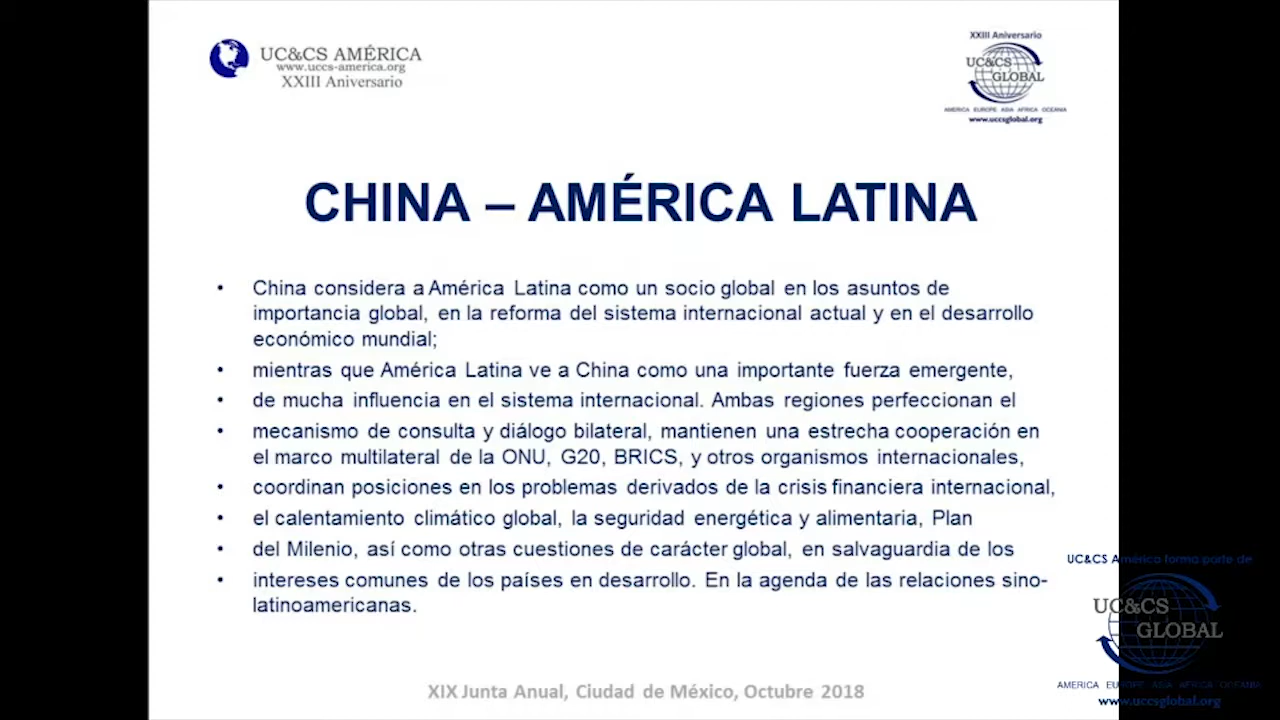 UC&CS AMÉRICA
www.uccs-america.org
XXIII Aniversario
XXIII Aniversario
UC&CS
GLOBAL
AMERICA EUROPE ASIA AFRICA OCEANIA
www.uccsglobal.org
CHINA – AMÉRICA LATINA
• China considera a América Latina como un socio global en los asuntos de
importancia global, en la reforma del sistema internacional actual y en el desarrollo
económico mundial;
• mientras que América Latina ve a China como una importante fuerza emergente,
• de mucha influencia en el sistema internacional. Ambas regiones perfeccionan el
• mecanismo de consulta y diálogo bilateral, mantienen una estrecha cooperación en
el marco multilateral de la ONU, G20, BRICS, y otros organismos internacionales,
• coordinan posiciones en los problemas derivados de la crisis financiera internacional,
• el calentamiento climático global, la seguridad energética y alimentaria, Plan
• del Milenio, así como otras cuestiones de carácter global, en salvaguardia de los
• intereses comunes de los países en desarrollo. En la agenda de las relaciones sino-
latinoamericanas.
UC&CS América forma parte de
UC&CS
GLOBAL
AMERICA EUROPE ASIA AFRICA OCEANIA
www.uccsglobal.org
XIX Junta Anual, Ciudad de México, Octubre 2018